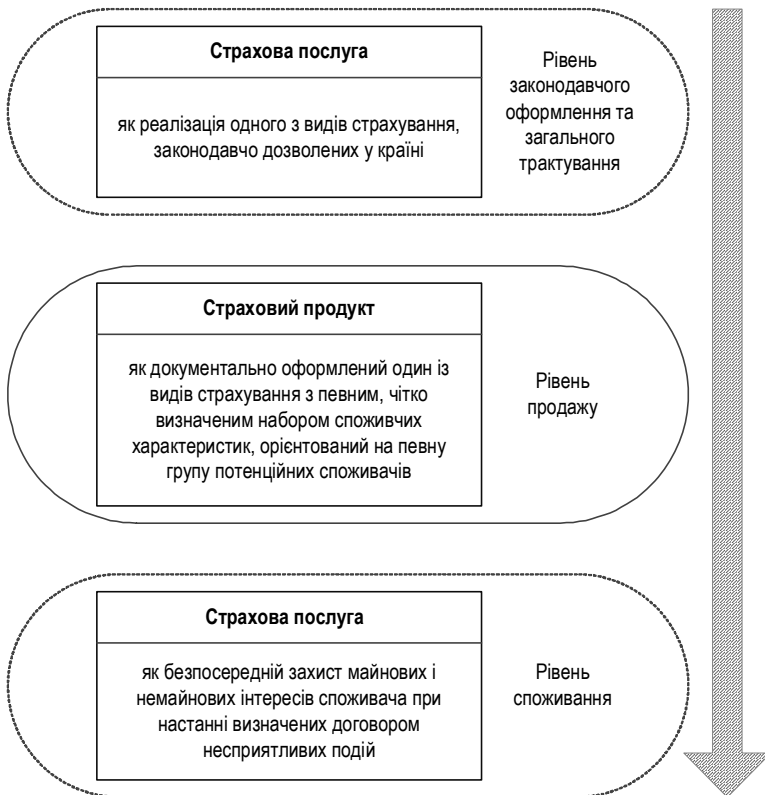 Страхова послуга
як реалізація одного з видів страхування,
законодавчо дозволених у країні
Рівень
законодавчого
оформлення та
загального
трактування
Страховий продукт
як документально оформлений один із
видів страхування з певним, чітко
визначеним набором споживчих
характеристик, орієнтований на певну
групу потенційних споживачів
Рівень
продажу
Страхова послуга
як безпосередній захист майнових і
немайнових інтересів споживача при
настанні визначених договором
несприятливих подій
Рівень
споживання